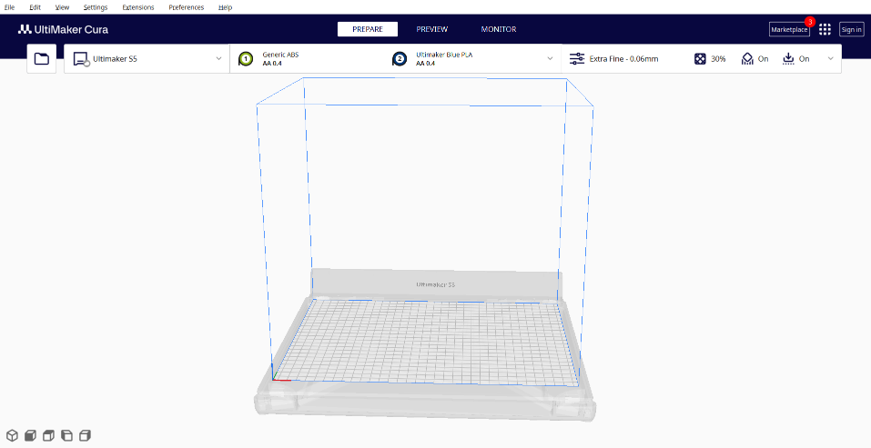 File Edit View Settings Extensions Preferences Help
UltiMaker Cura
PREPARE PREVIEW MONITOR
Marketplace 3 Sign in
Ultimaker S5
1 Generic ABS
AA 0.4
2 Ultimaker Blue PLA
AA 0.4
Extra Fine - 0.06mm
30% On On
Ultimaker S5